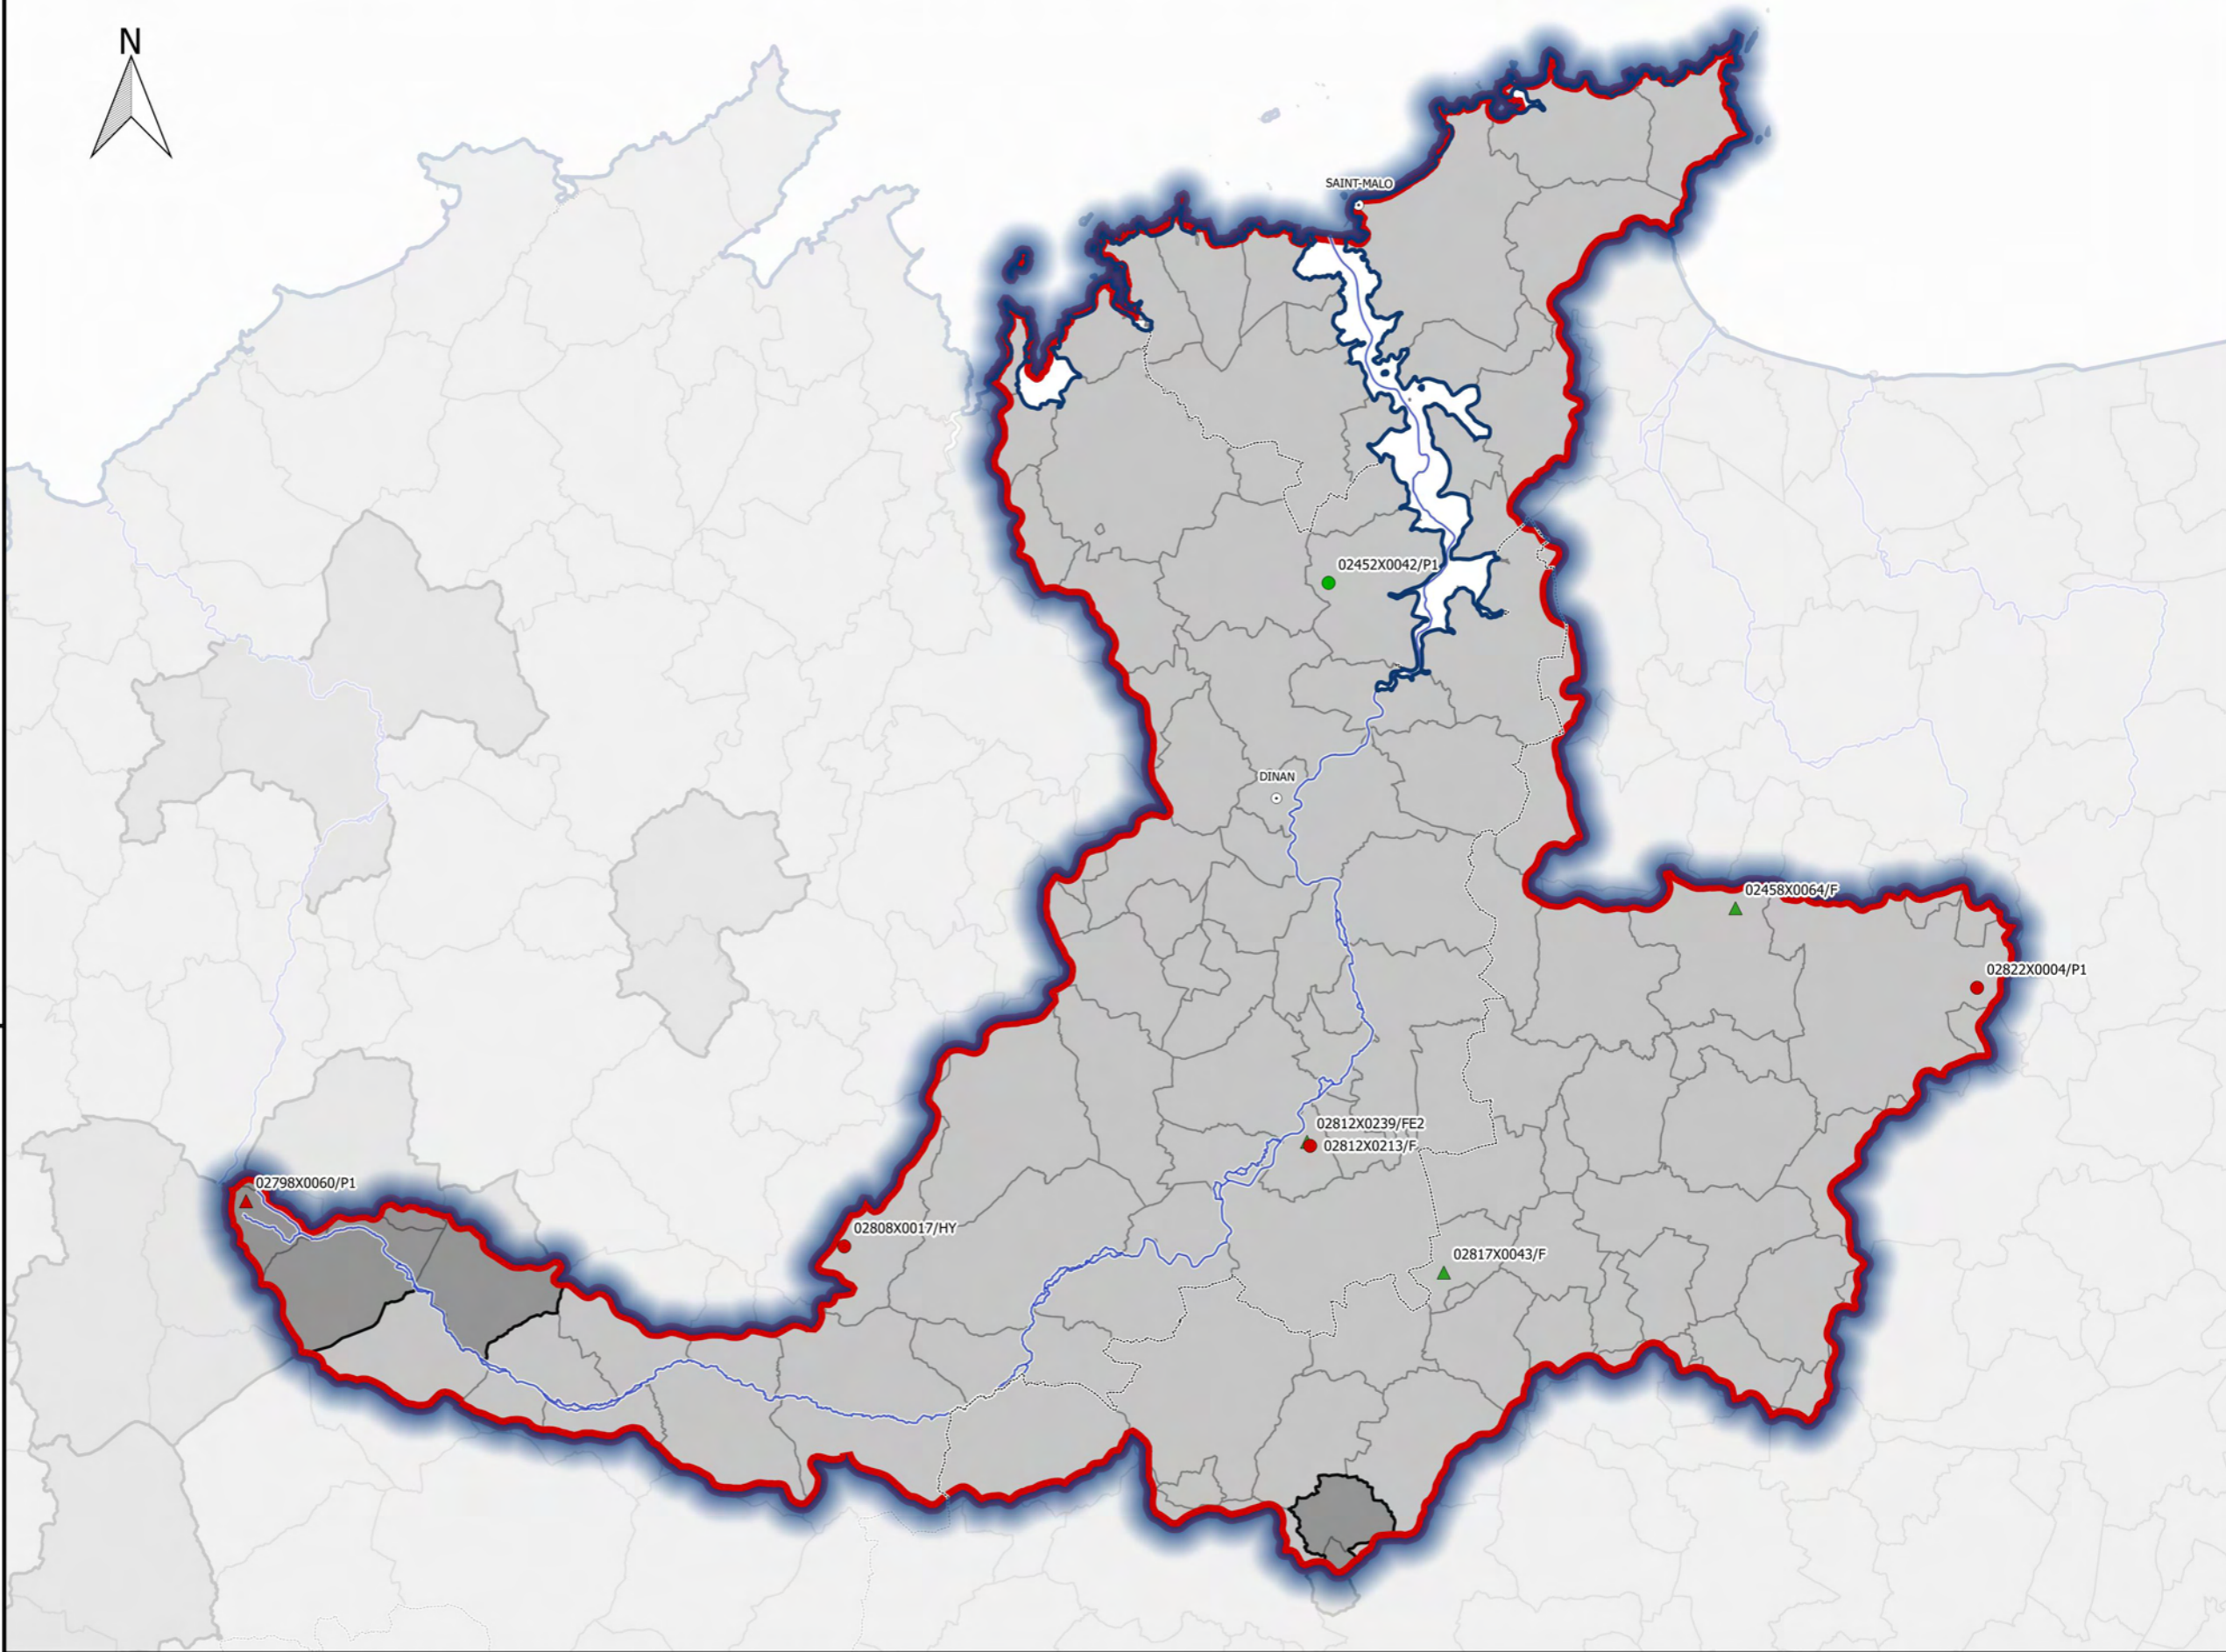 N
SAINT-MALO
02452X0042/P1
DINAN
02458X0064/F
02822X0004/P1
02812X0239/FE2
02812X0213/F
02798X0060/P1
02808X0017/HY
02817X0043/F